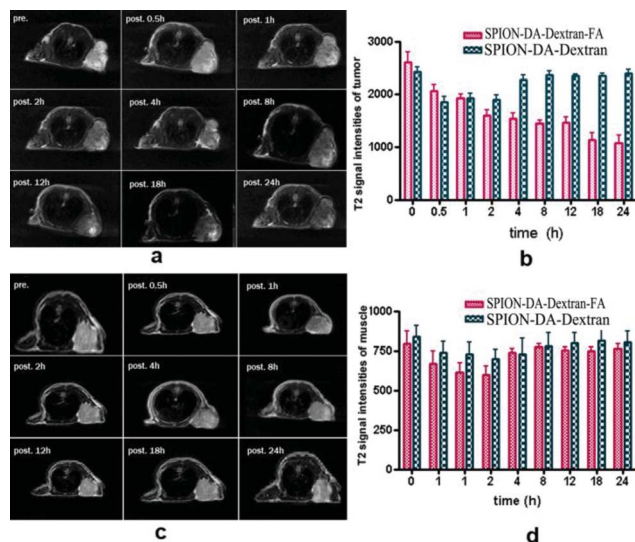 pre.
post. 0.5h
post. 1h
post. 2h
post. 4h
post. 8h
post. 12h
post. 18h
post. 24h
a
SPION-DA-Dextran-FA
SPION-DA-Dextran
T2 signal intensities of tumor
3000
2000
1000
0
0 0.5 1 2 4 8 12 18 24
time (h)
b
pre.
post. 0.5h
post. 1h
post. 2h
post. 4h
post. 8h
post. 12h
post. 18h
post. 24h
c
SPION-DA-Dextran-FA
SPION-DA-Dextran
T2 signal intensities of muscle
750
500
250
0
0 1 1 2 4 8 12 18 24
time (h)
d